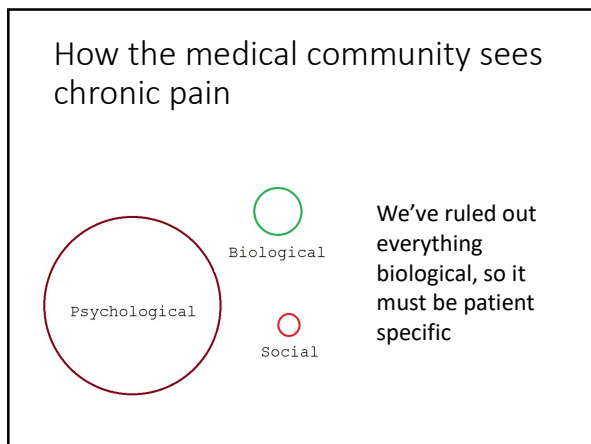 How the medical community sees
chronic pain
Biological
Psychological
Social
We’ve ruled out
everything
biological, so it
must be patient
specific